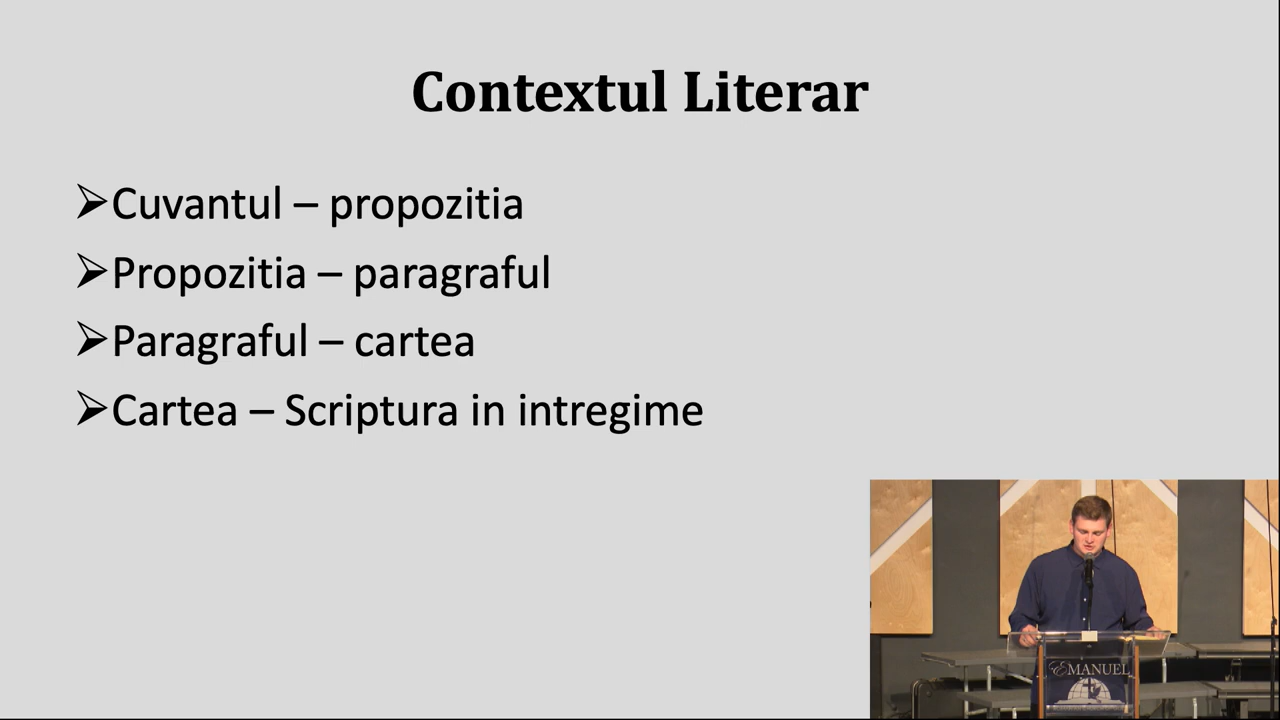 Contextul Literar
➢Cuvantul – propozitia
➢Propozitia – paragraful
➢Paragraful – cartea
➢Cartea – Scriptura in intregime
EMANUEL